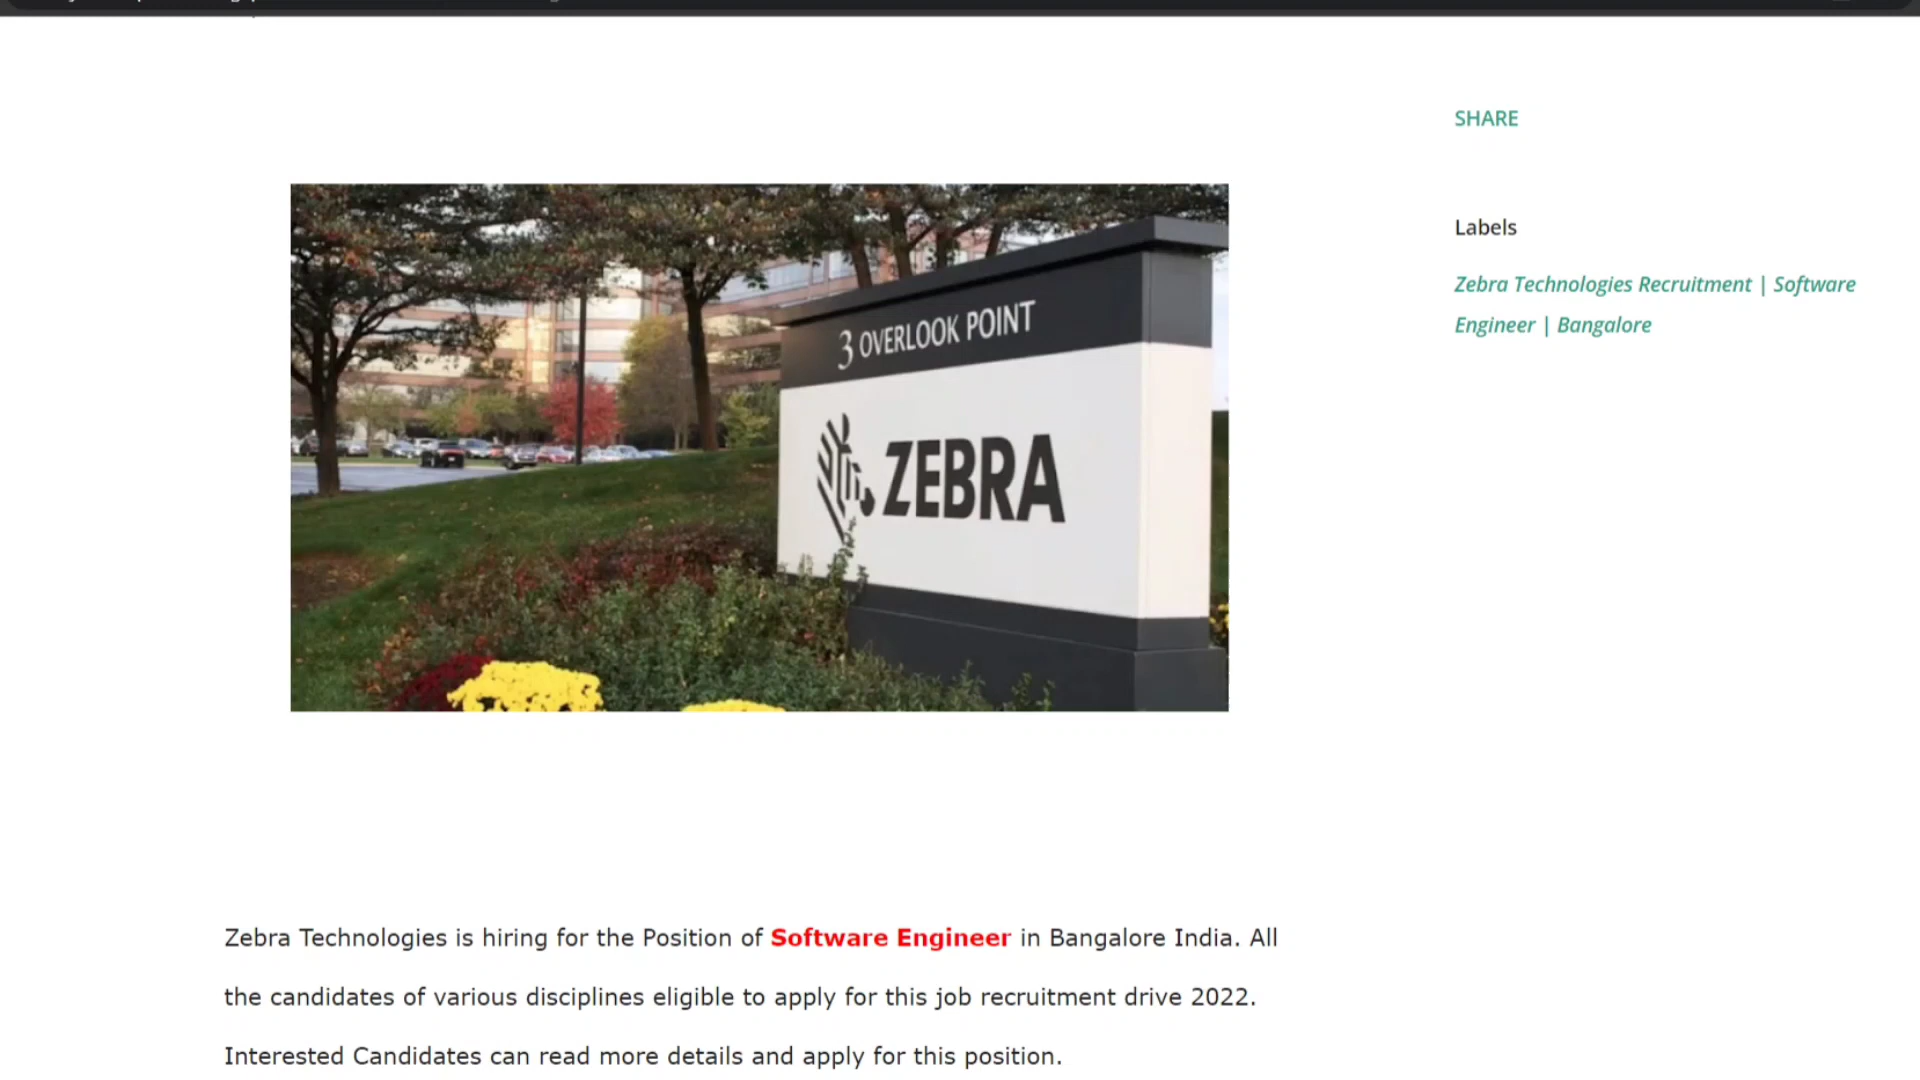 SHARE
3 OVERLOOK POINT
ZEBRA
Labels
Zebra Technologies Recruitment | Software
Engineer | Bangalore
Zebra Technologies is hiring for the Position of Software Engineer in Bangalore India. All
the candidates of various disciplines eligible to apply for this job recruitment drive 2022.
Interested Candidates can read more details and apply for this position.